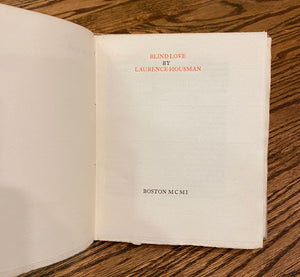 BLIND LOVE
BY
LAURENCE HOUSMAN
BOSTON MCMI